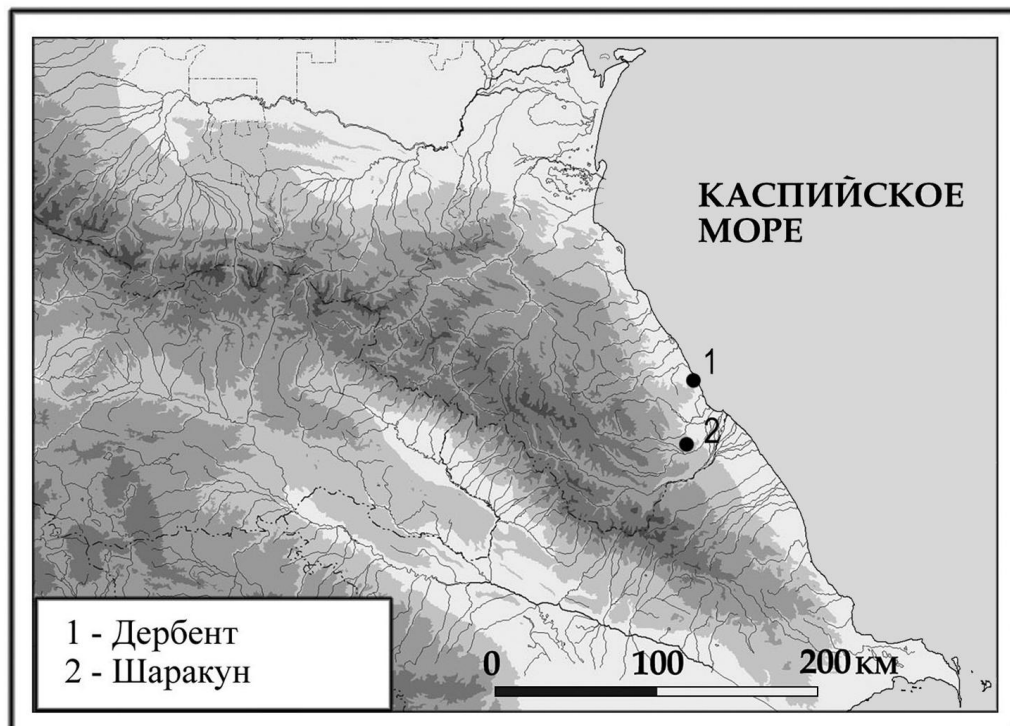 КАСПИЙСКОЕ
МОРЕ
1
2
1 - Дербент
2 - Шаракун
0 100 200 км